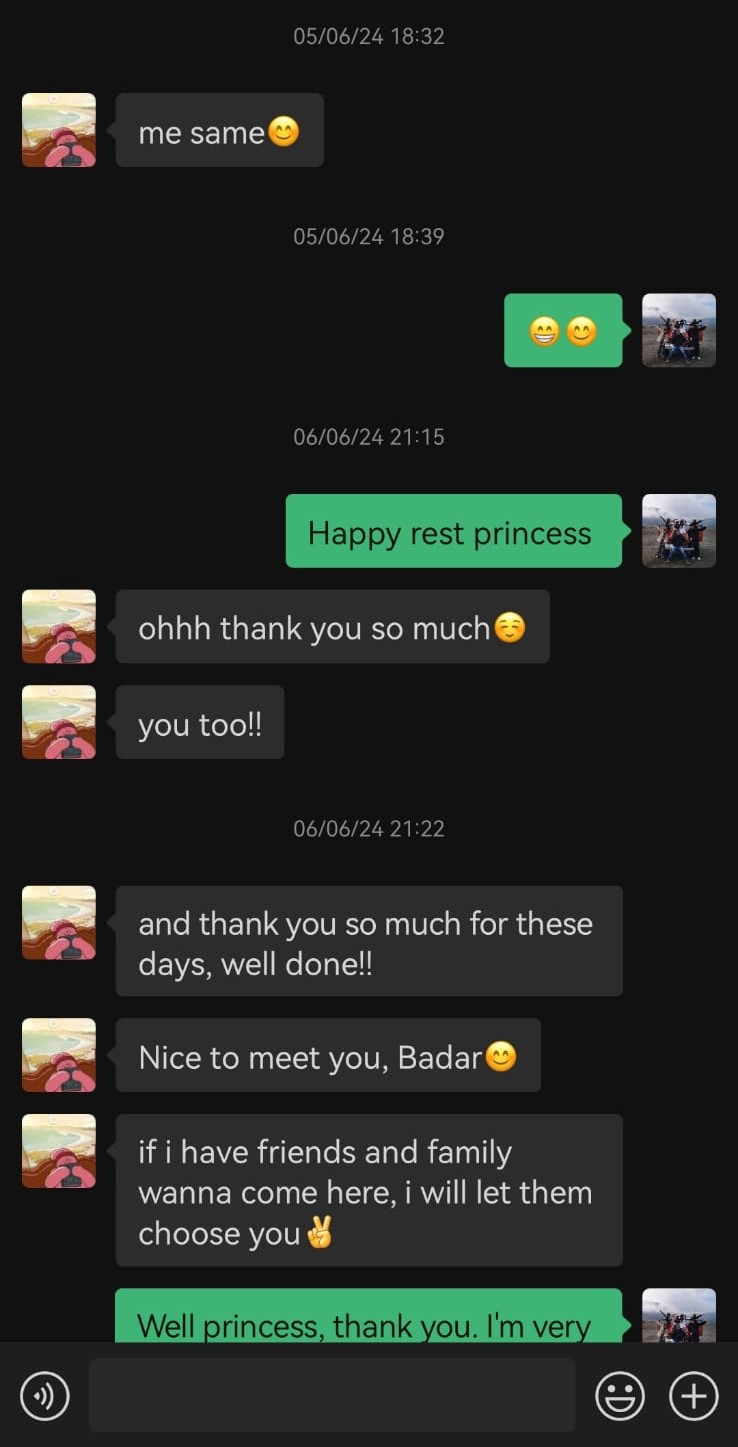 05/06/24 18:32
me same😊
05/06/24 18:39
😁😊
06/06/24 21:15
Happy rest princess
ohhh thank you so much☺️
you too!!
06/06/24 21:22
and thank you so much for these
days, well done!!
Nice to meet you, Badar😊
if i have friends and family
wanna come here, i will let them
choose you✌️
Well princess, thank you. I'm very